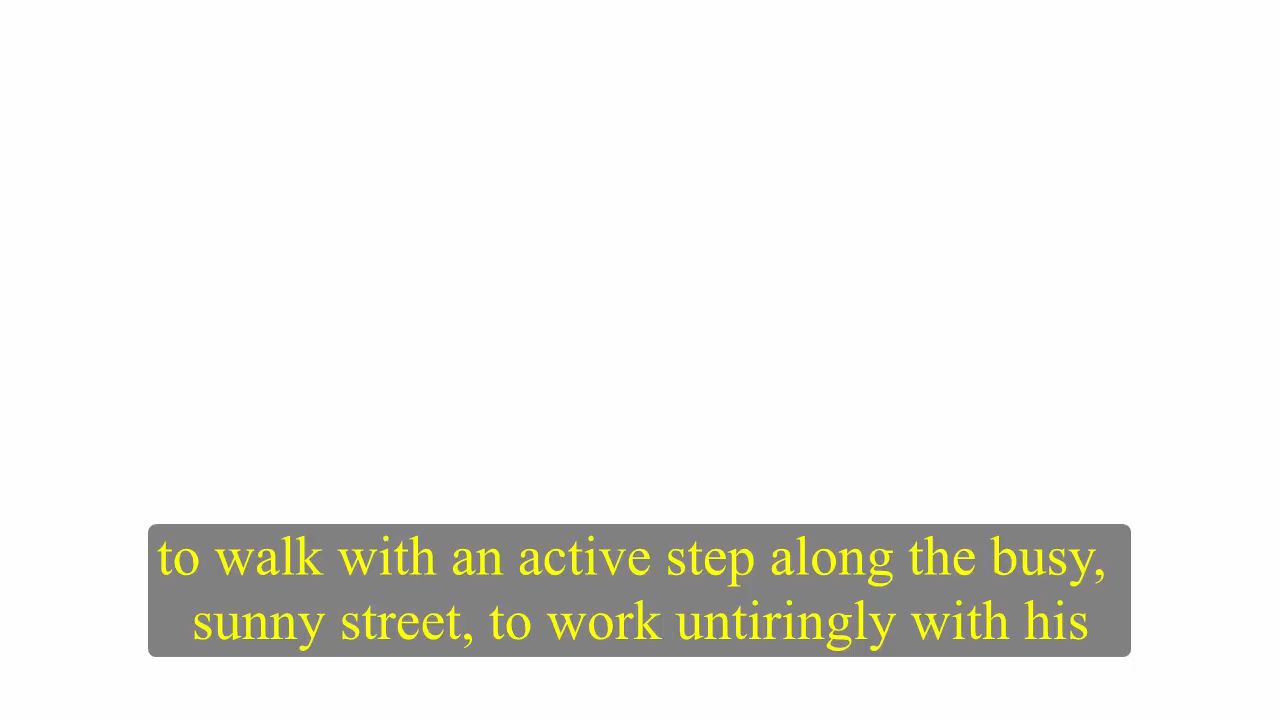 to walk with an active step along the busy,
sunny street, to work untiringly with his